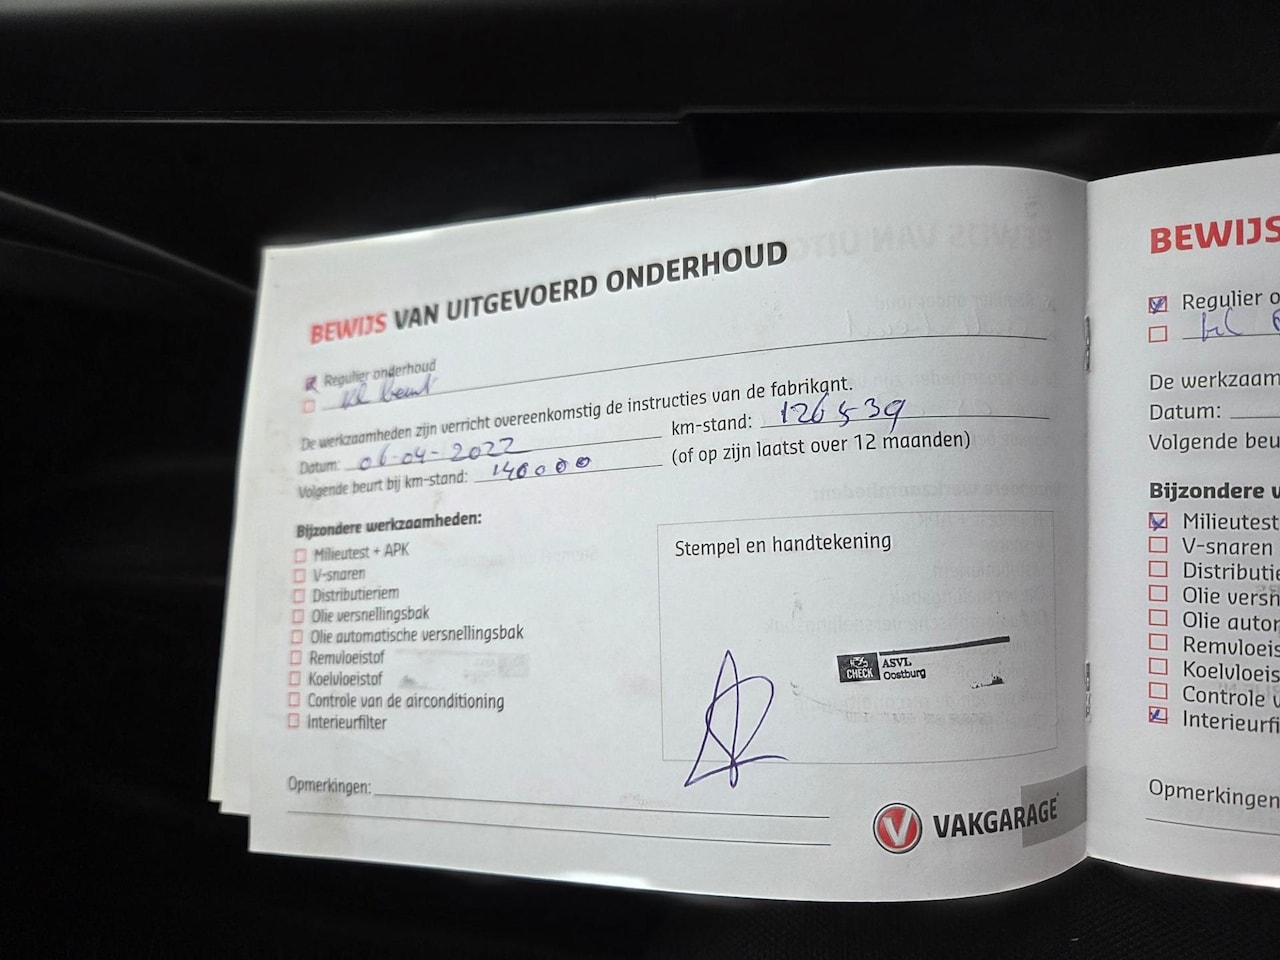 BEWIJS VAN UITGEVOERD ONDERHOUD
Regulier onderhoud
kl beurt
De werkzaamheden zijn verricht overeenkomstig de instructies van de fabrikant.
Datum: 06-04-2022 km-stand: 126539
Volgende beurt bij km-stand: 140000 (of op zijn laatst over 12 maanden)
Bijzondere werkzaamheden:
Milieutest + APK
V-snaren
Distributieriem
Olie versnellingsbak
Olie automatische versnellingsbak
Remvloeistof
Koelvloeistof
Controle van de airconditioning
Interieurfilter
Stempel en handtekening
CHECK ASVL
Oostburg
Opmerkingen:
V VAKGARAGE
BEWIJS
Regulier o
De werkzaam
Datum:
Volgende beu
Bijzondere
Milieutest
V-snaren
Distributie
Olie versn
Olie autor
Remvloeis
Koelvloeis
Controle v
Interieurfi
Opmerkingen